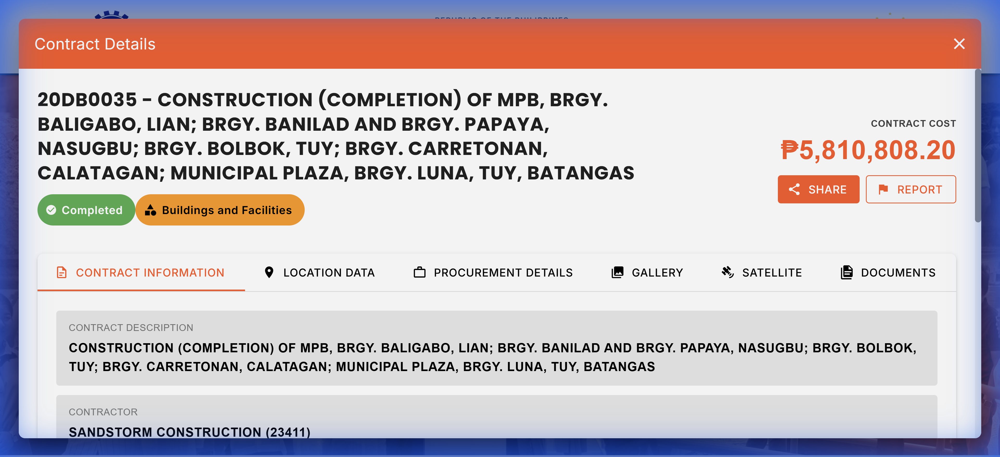 REPUBLIC OF THE PHILIPPINES
Contract Details
20DB0035 - CONSTRUCTION (COMPLETION) OF MPB, BRGY.
BALIGABO, LIAN; BRGY. BANILAD AND BRGY. PAPAYA,
NASUGBU; BRGY. BOLBOK, TUY; BRGY. CARRETONAN,
CALATAGAN; MUNICIPAL PLAZA, BRGY. LUNA, TUY, BATANGAS
CONTRACT COST
₱5,810,808.20
SHARE
REPORT
Completed
Buildings and Facilities
CONTRACT INFORMATION
LOCATION DATA
PROCUREMENT DETAILS
GALLERY
SATELLITE
DOCUMENTS
CONTRACT DESCRIPTION
CONSTRUCTION (COMPLETION) OF MPB, BRGY. BALIGABO, LIAN; BRGY. BANILAD AND BRGY. PAPAYA, NASUGBU; BRGY. BOLBOK,
TUY; BRGY. CARRETONAN, CALATAGAN; MUNICIPAL PLAZA, BRGY. LUNA, TUY, BATANGAS
CONTRACTOR
SANDSTORM CONSTRUCTION (23411)